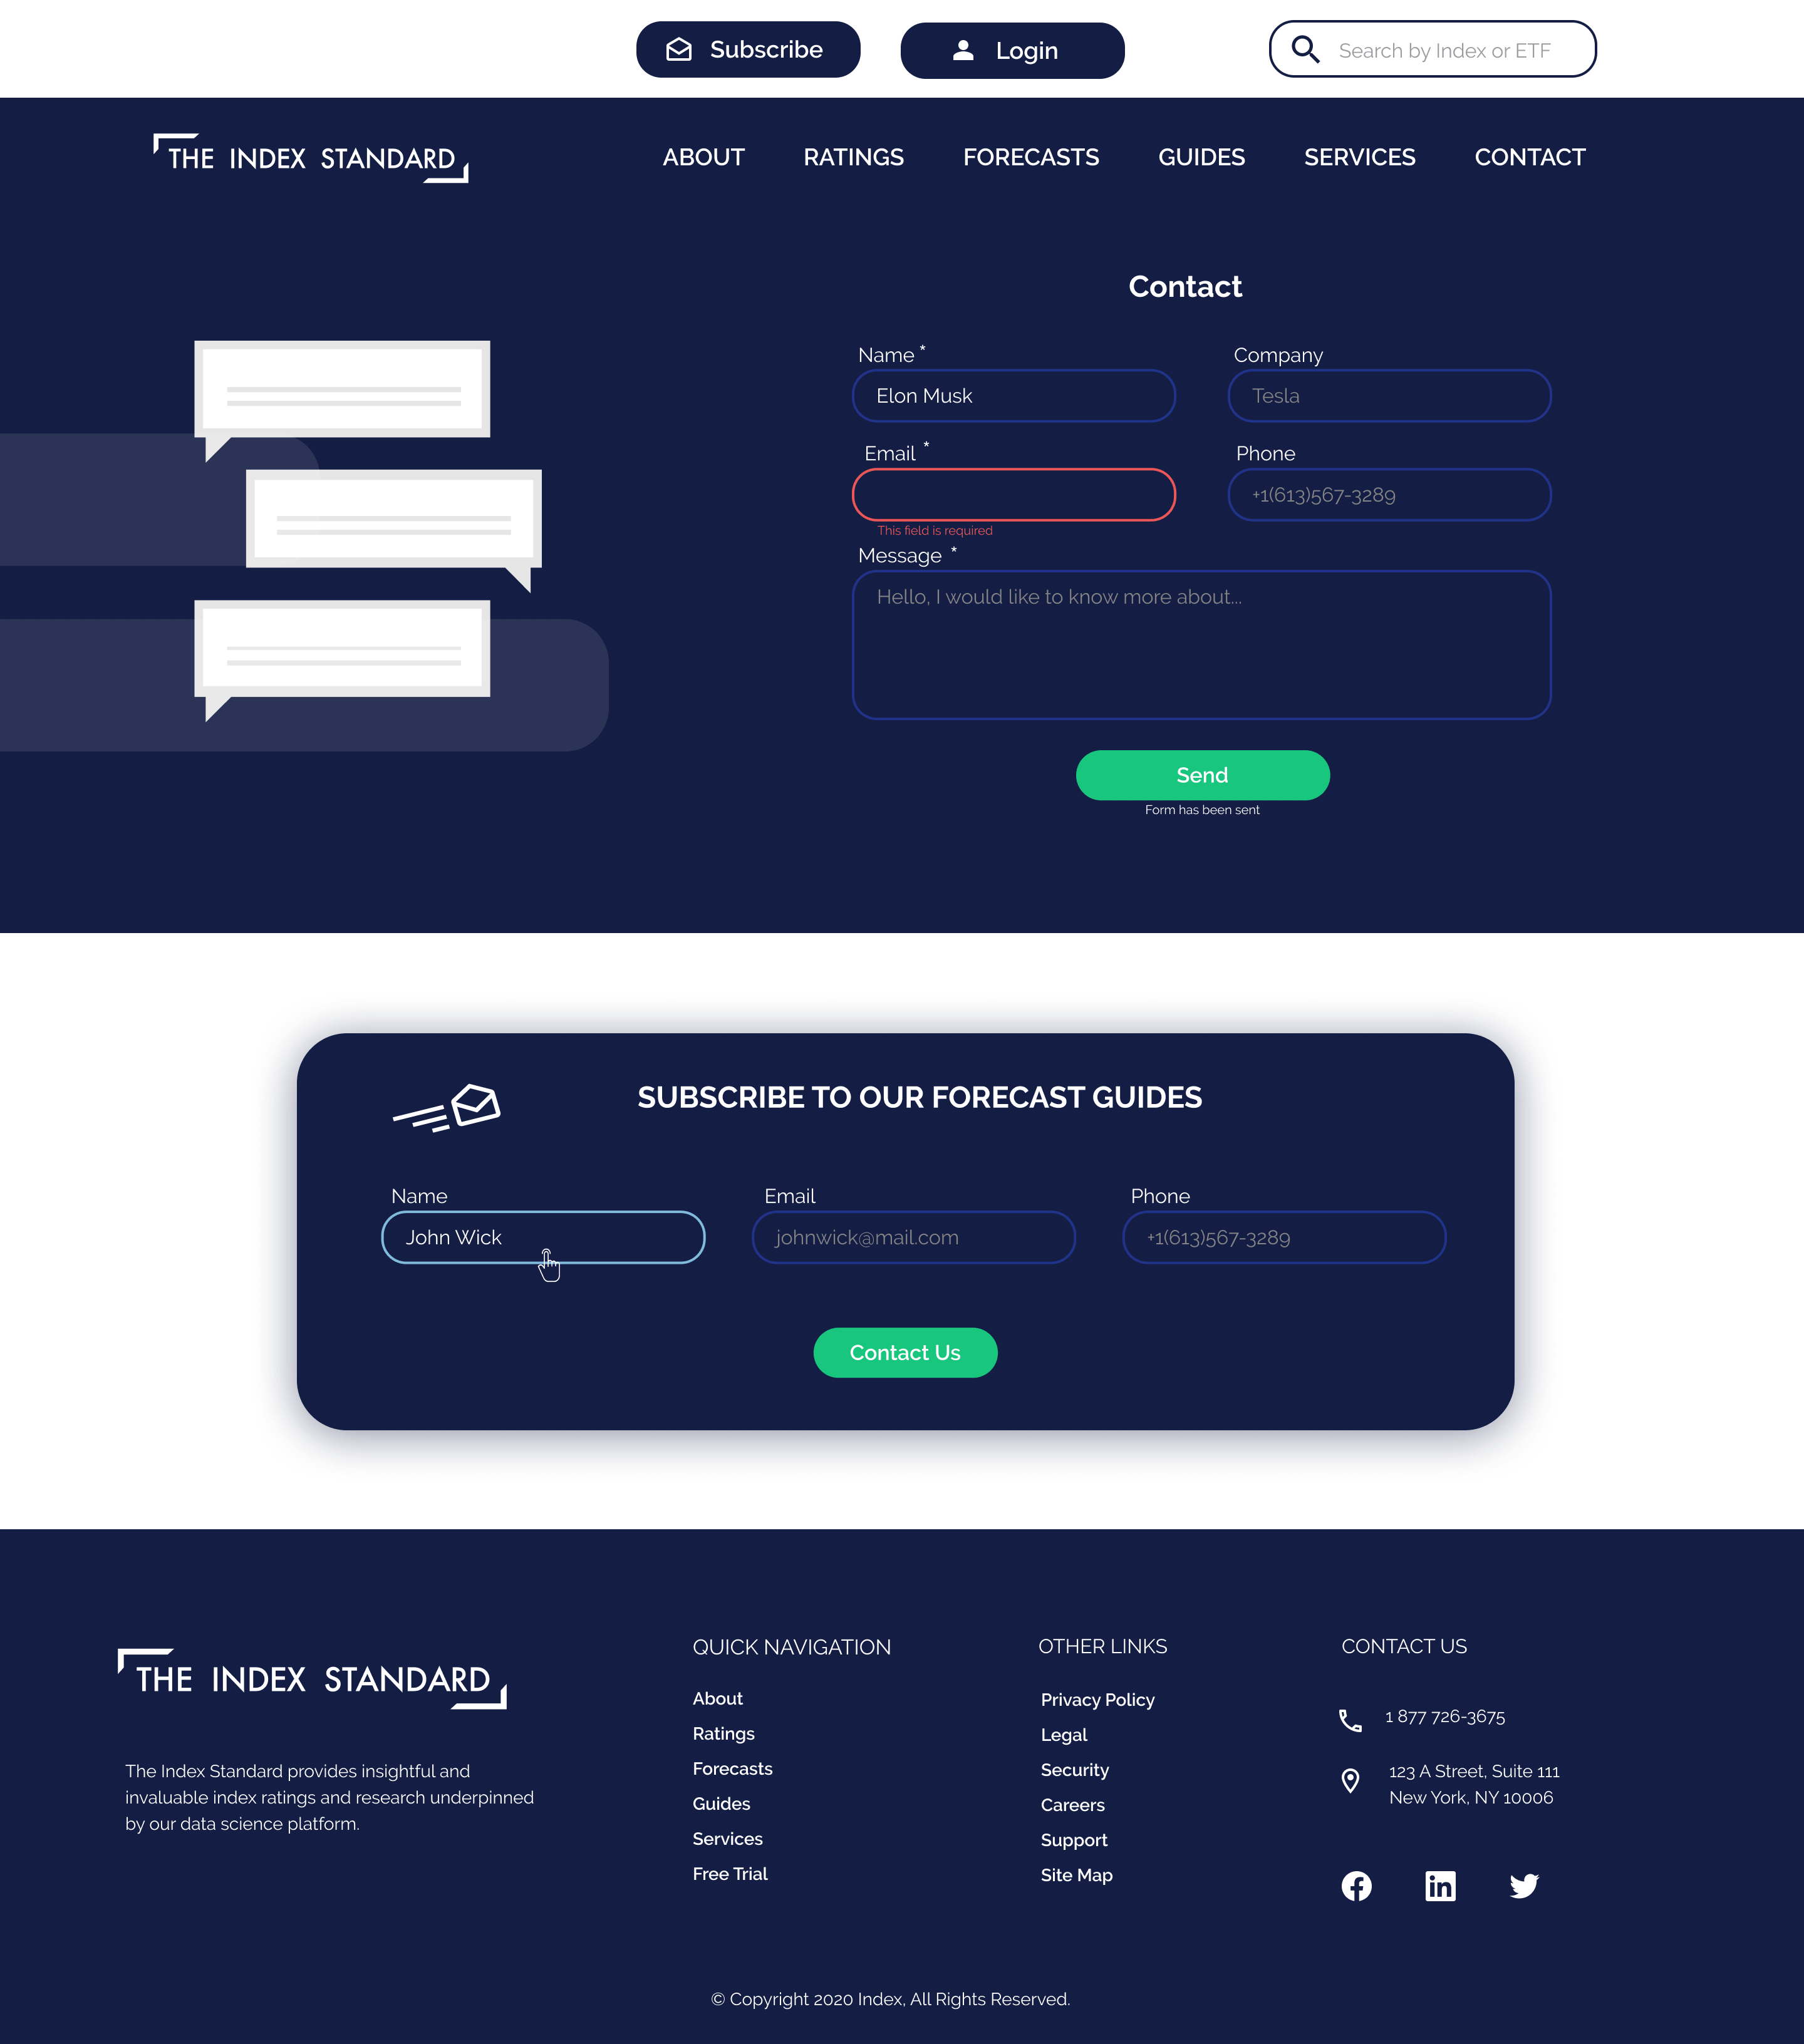 Subscribe
Login
Search by Index or ETF
THE INDEX STANDARD
ABOUT RATINGS FORECASTS GUIDES SERVICES CONTACT
Contact
Name *
Company
Elon Musk
Tesla
Email *
Phone
+1(613)567-3289
This field is required
Message *
Hello, I would like to know more about...
Send
Form has been sent
SUBSCRIBE TO OUR FORECAST GUIDES
Name
Email
Phone
John Wick
johnwick@mail.com
+1(613)567-3289
Contact Us
THE INDEX STANDARD
The Index Standard provides insightful and
invaluable index ratings and research underpinned
by our data science platform.
QUICK NAVIGATION
About
Ratings
Forecasts
Guides
Services
Free Trial
OTHER LINKS
Privacy Policy
Legal
Security
Careers
Support
Site Map
CONTACT US
1 877 726-3675
123 A Street, Suite 111
New York, NY 10006
© Copyright 2020 Index, All Rights Reserved.